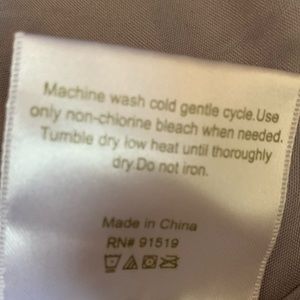 Machine wash cold gentle cycle.Use
only non-chlorine bleach when needed.
Tumble dry low heat until thoroughly
dry.Do not iron.
Made in China
RN# 91519